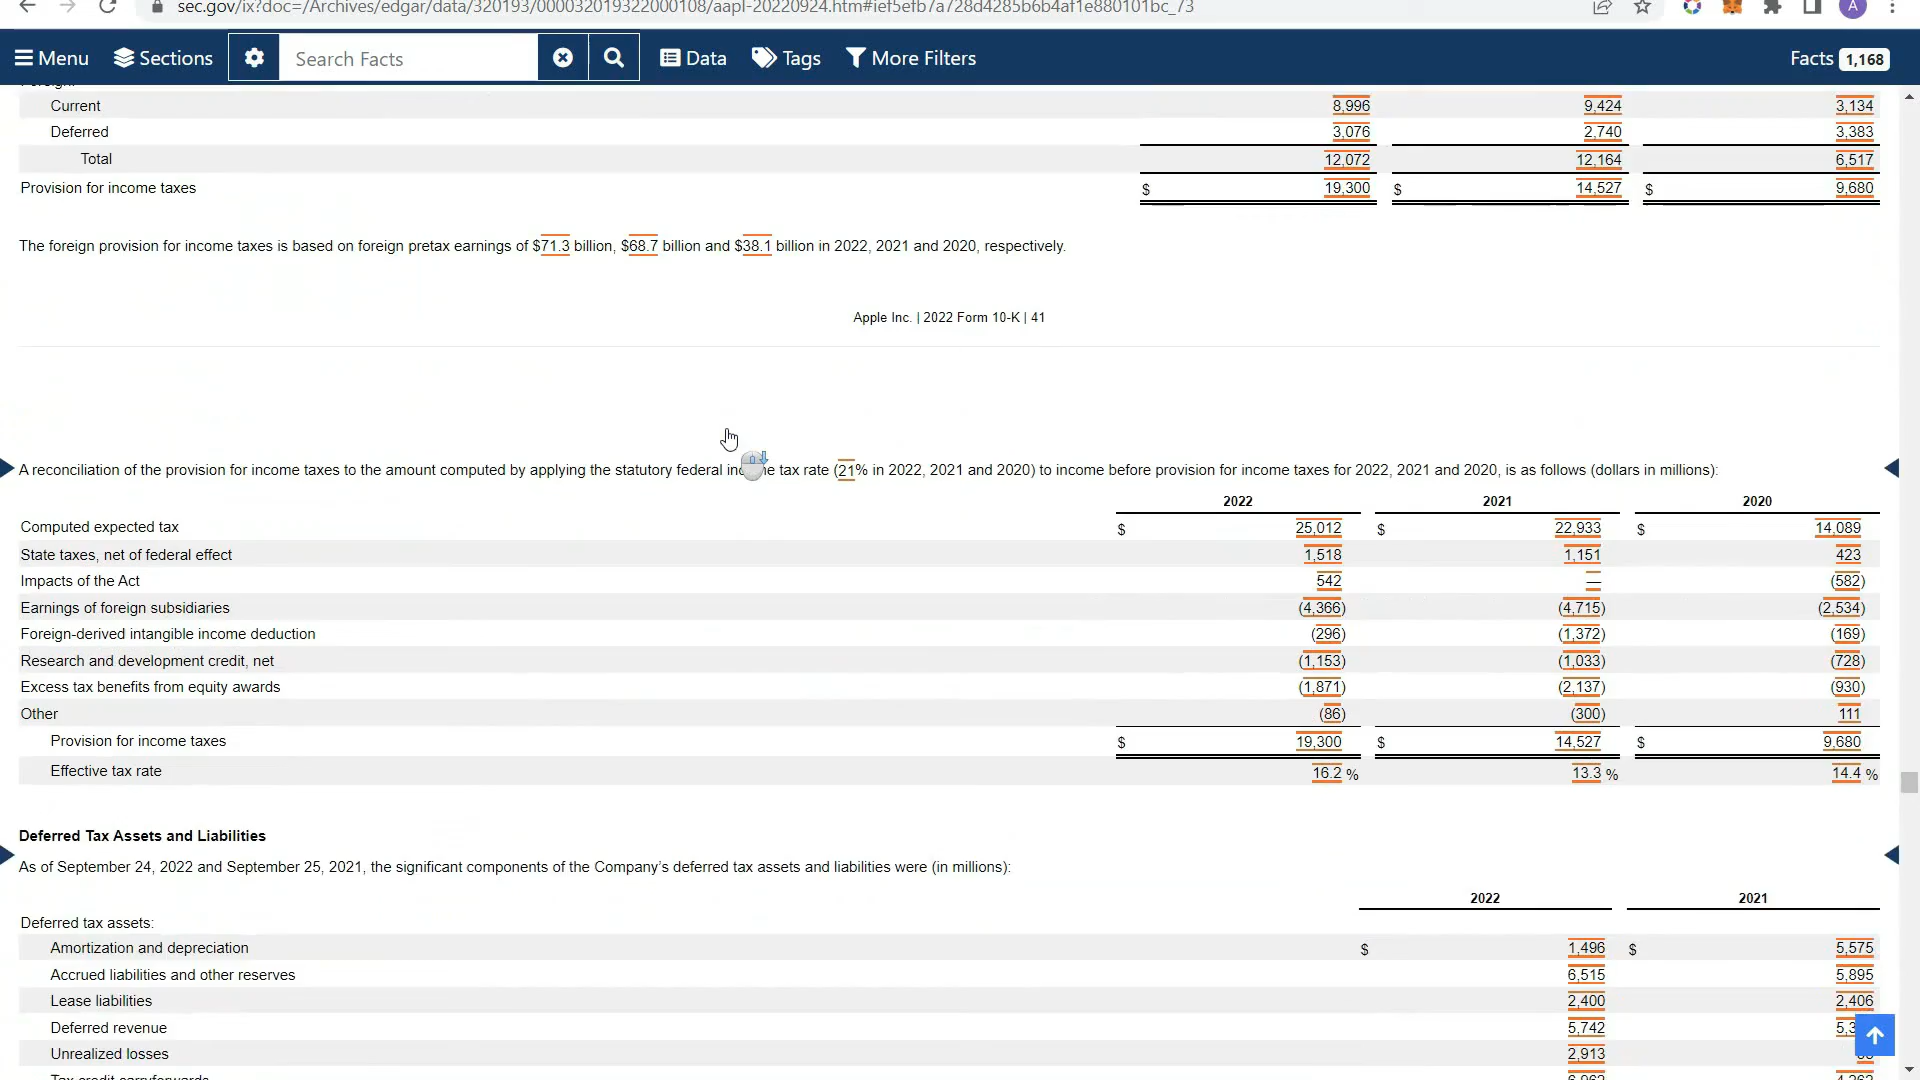 sec.gov/ix?doc=/Archives/edgar/data/320193/000032019322000108/aapl-20220924.htm#ief5efb7a728d4285b6b4af1e880101bc_73 A
Menu Sections Search Facts Data Tags More Filters Facts 1,168
Current 8,996 9,424 3,134
Deferred 3,076 2,740 3,383
Total 12,072 12,164 6,517
Provision for income taxes $ 19,300 $ 14,527 $ 9,680
The foreign provision for income taxes is based on foreign pretax earnings of $71.3 billion, $68.7 billion and $38.1 billion in 2022, 2021 and 2020, respectively.
Apple Inc. | 2022 Form 10-K | 41
A reconciliation of the provision for income taxes to the amount computed by applying the statutory federal income tax rate (21% in 2022, 2021 and 2020) to income before provision for income taxes for 2022, 2021 and 2020, is as follows (dollars in millions):
2022 2021 2020
Computed expected tax $ 25,012 $ 22,933 $ 14,089
State taxes, net of federal effect 1,518 1,151 423
Impacts of the Act 542 — (582)
Earnings of foreign subsidiaries (4,366) (4,715) (2,534)
Foreign-derived intangible income deduction (296) (1,372) (169)
Research and development credit, net (1,153) (1,033) (728)
Excess tax benefits from equity awards (1,871) (2,137) (930)
Other (86) (300) 111
Provision for income taxes $ 19,300 $ 14,527 $ 9,680
Effective tax rate 16.2 % 13.3 % 14.4 %
Deferred Tax Assets and Liabilities
As of September 24, 2022 and September 25, 2021, the significant components of the Company's deferred tax assets and liabilities were (in millions):
2022 2021
Deferred tax assets:
Amortization and depreciation $ 1,496 $ 5,575
Accrued liabilities and other reserves 6,515 5,895
Lease liabilities 2,400 2,406
Deferred revenue 5,742
Unrealized losses 2,913
Tax credit carryforwards